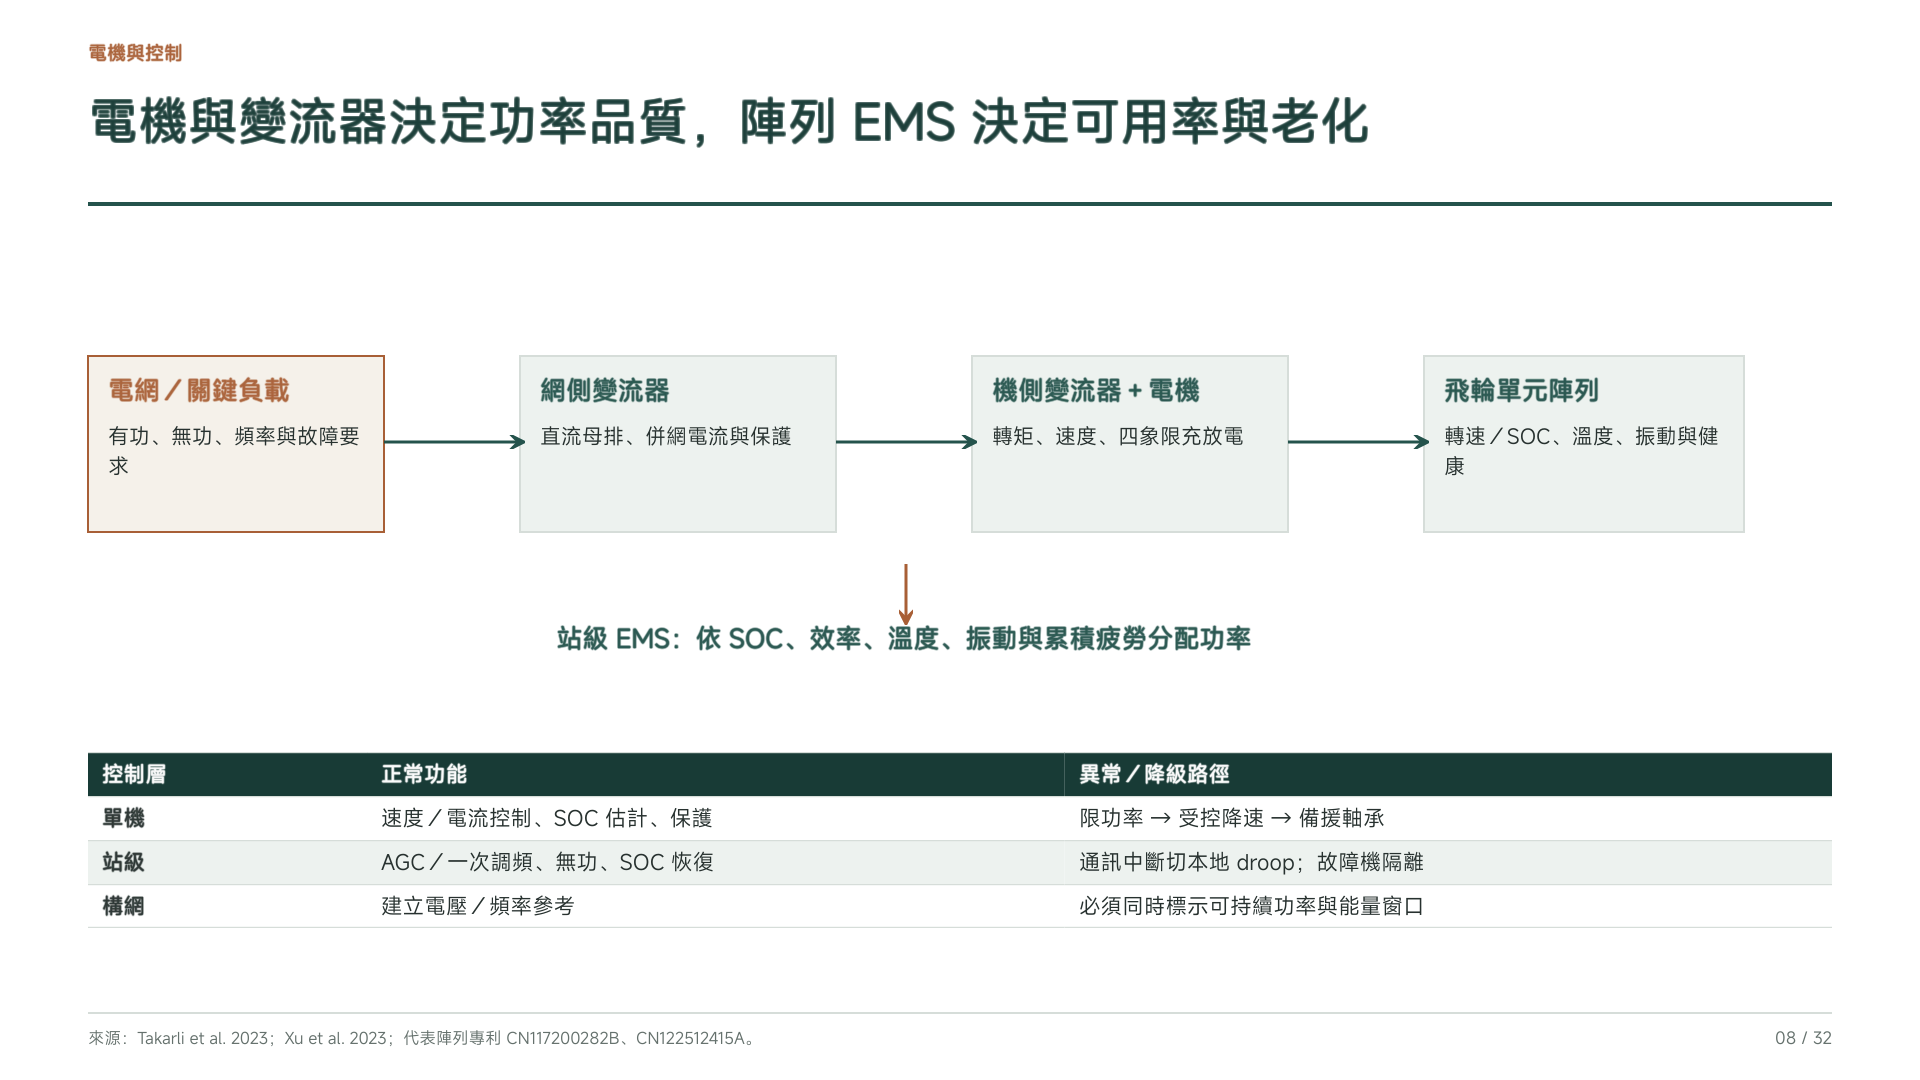 電機與控制
電機與變流器決定功率品質，陣列 EMS 決定可用率與老化
電網／關鍵負載
有功、無功、頻率與故障要
求
網側變流器
直流母排、併網電流與保護
機側變流器 + 電機
轉矩、速度、四象限充放電
飛輪單元陣列
轉速／SOC、溫度、振動與健
康
站級 EMS：依 SOC、效率、溫度、振動與累積疲勞分配功率
控制層 正常功能 異常／降級路徑
單機 速度／電流控制、SOC 估計、保護 限功率 → 受控降速 → 備援軸承
站級 AGC／一次調頻、無功、SOC 恢復 通訊中斷切本地 droop；故障機隔離
構網 建立電壓／頻率參考 必須同時標示可持續功率與能量窗口
來源：Takarli et al. 2023；Xu et al. 2023；代表陣列專利 CN117200282B、CN122512415A。
08 / 32